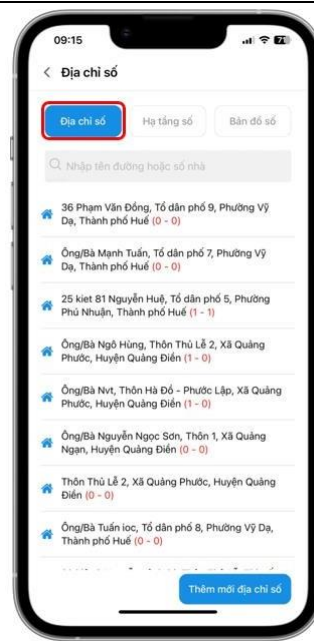 09:15
Địa chỉ số
Địa chỉ số
Hạ tầng số
Bản đồ số
Nhập tên đường hoặc số nhà
36 Phạm Văn Đồng, Tổ dân phố 9, Phường Vỹ
Dạ, Thành phố Huế (0 - 0)
Ông/Bà Mạnh Tuấn, Tổ dân phố 7, Phường Vỹ
Dạ, Thành phố Huế (0 - 0)
25 kiet 81 Nguyễn Huệ, Tổ dân phố 5, Phường
Phú Nhuận, Thành phố Huế (1 - 1)
Ông/Bà Ngô Hùng, Thôn Thủ Lễ 2, Xã Quảng
Phước, Huyện Quảng Điền (1 - 0)
Ông/Bà Nvt, Thôn Hà Đồ - Phước Lập, Xã Quảng
Phước, Huyện Quảng Điền (1 - 0)
Ông/Bà Nguyễn Ngọc Sơn, Thôn 1, Xã Quảng
Ngạn, Huyện Quảng Điền (0 - 0)
Thôn Thủ Lễ 2, Xã Quảng Phước, Huyện Quảng
Điền (0 - 0)
Ông/Bà Tuấn ioc, Tổ dân phố 8, Phường Vỹ Dạ,
Thành phố Huế (0 - 0)
Thêm mới địa chỉ số